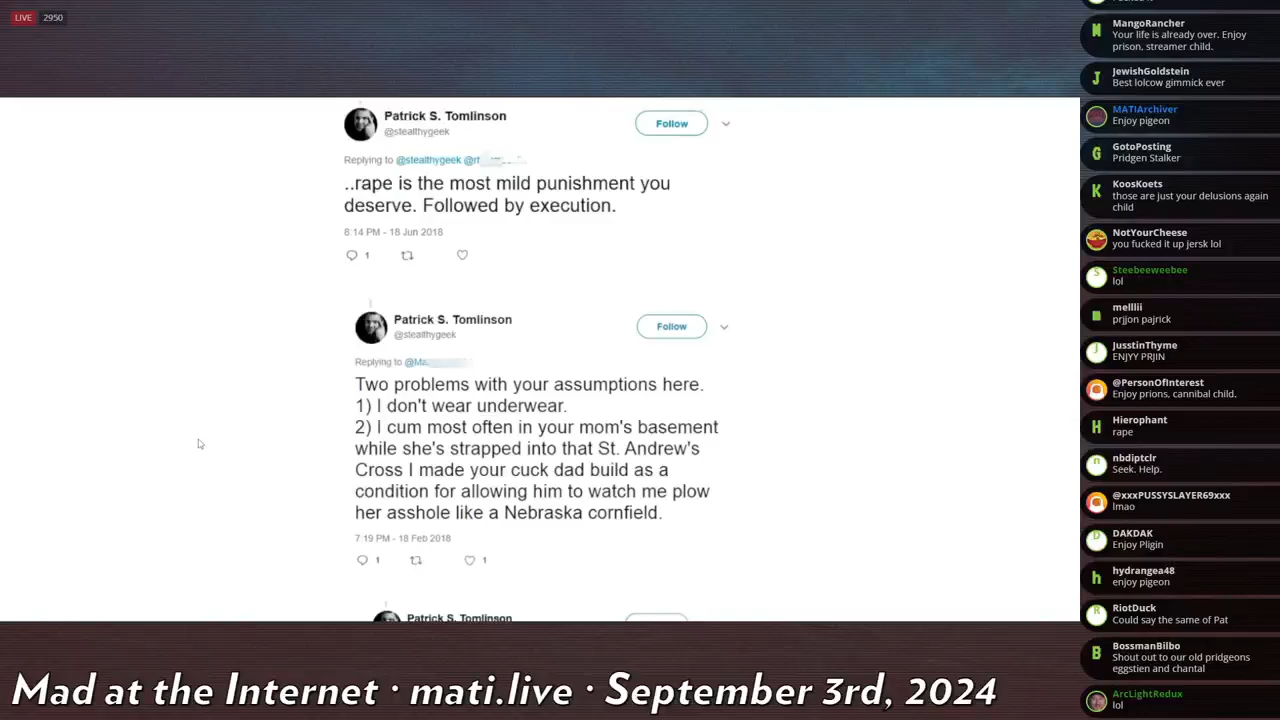 LIVE 2950
Patrick S. Tomlinson
@stealthygeek
Follow
Replying to @stealthygeek
..rape is the most mild punishment you
deserve. Followed by execution.
8:14 PM - 18 Jun 2018
1
Patrick S. Tomlinson
@stealthygeek
Follow
Replying to
Two problems with your assumptions here.
1) I don't wear underwear.
2) I cum most often in your mom's basement
while she's strapped into that St. Andrew's
Cross I made your cuck dad build as a
condition for allowing him to watch me plow
her asshole like a Nebraska cornfield.
7:19 PM - 18 Feb 2018
1 1
Patrick S. Tomlinson
MangoRancher
Your life is already over. Enjoy
prison, streamer child.
JewishGoldstein
Best lolcow gimmick ever
MATIArchiver
Enjoy pigeon
GotoPosting
Pridgen Stalker
KoosKoets
those are just your delusions again
child
NotYourCheese
you fucked it up jersk lol
Steebeeweebee
lol
melllii
prjjon pajrick
JusstinThyme
ENJYY PRJIN
@PersonOfInterest
Enjoy prions, cannibal child.
Hierophant
rape
nbdiptclr
Seek. Help.
@xxxPUSSYSLAYER69xxx
lmao
DAKDAK
Enjoy Pligin
hydrangea48
enjoy pigeon
RiotDuck
Could say the same of Pat
BossmanBilbo
Shout out to our old pridgeons
eggstien and chantal
ArcLightRedux
lol
Mad at the Internet · mati.live · September 3rd, 2024